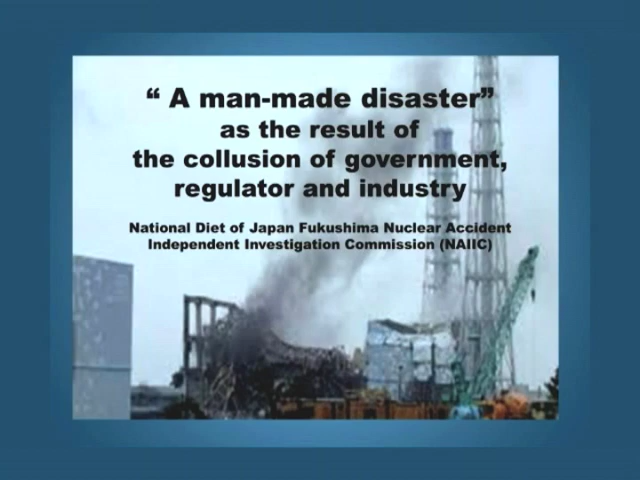 “ A man-made disaster”
as the result of
the collusion of government,
regulator and industry
National Diet of Japan Fukushima Nuclear Accident
Independent Investigation Commission (NAIIC)